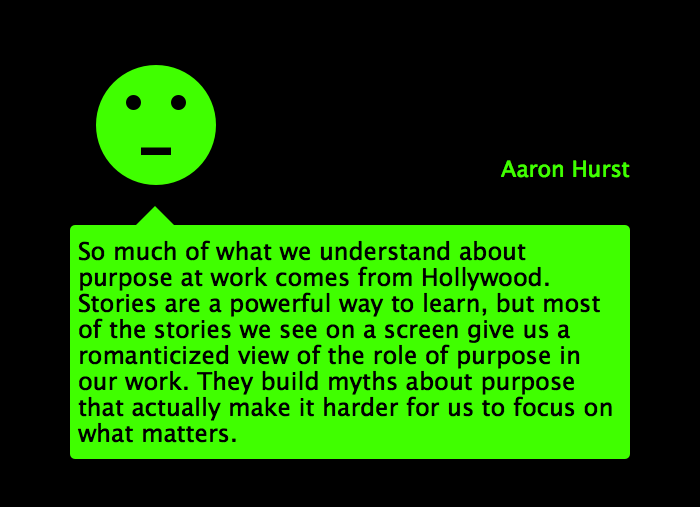 Aaron Hurst
So much of what we understand about
purpose at work comes from Hollywood.
Stories are a powerful way to learn, but most
of the stories we see on a screen give us a
romanticized view of the role of purpose in
our work. They build myths about purpose
that actually make it harder for us to focus on
what matters.